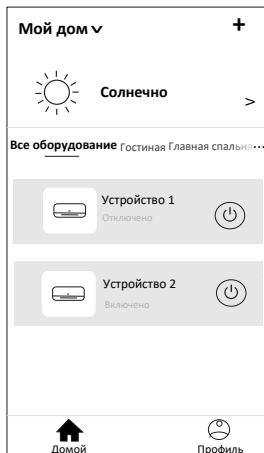 Мой дом
+
Солнечно
>
Все оборудование Гостиная Главная спальня...
Устройство 1
Отключено
Устройство 2
Включено
Домой Профиль